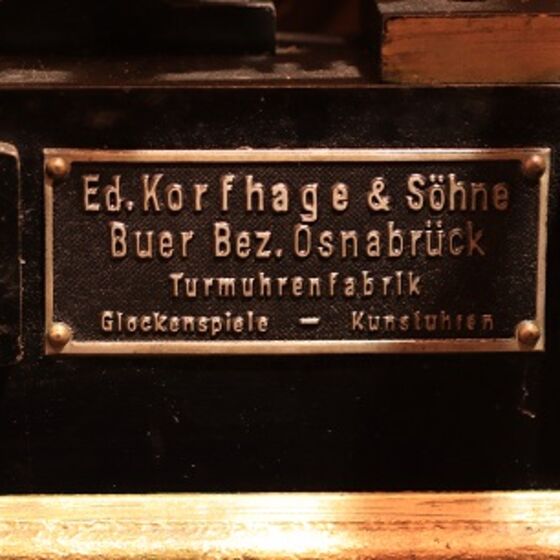 Ed. Korfhage & Söhne
Buer Bez. Osnabrück
Turmuhrenfabrik
Glockenspiele – Kunstuhren